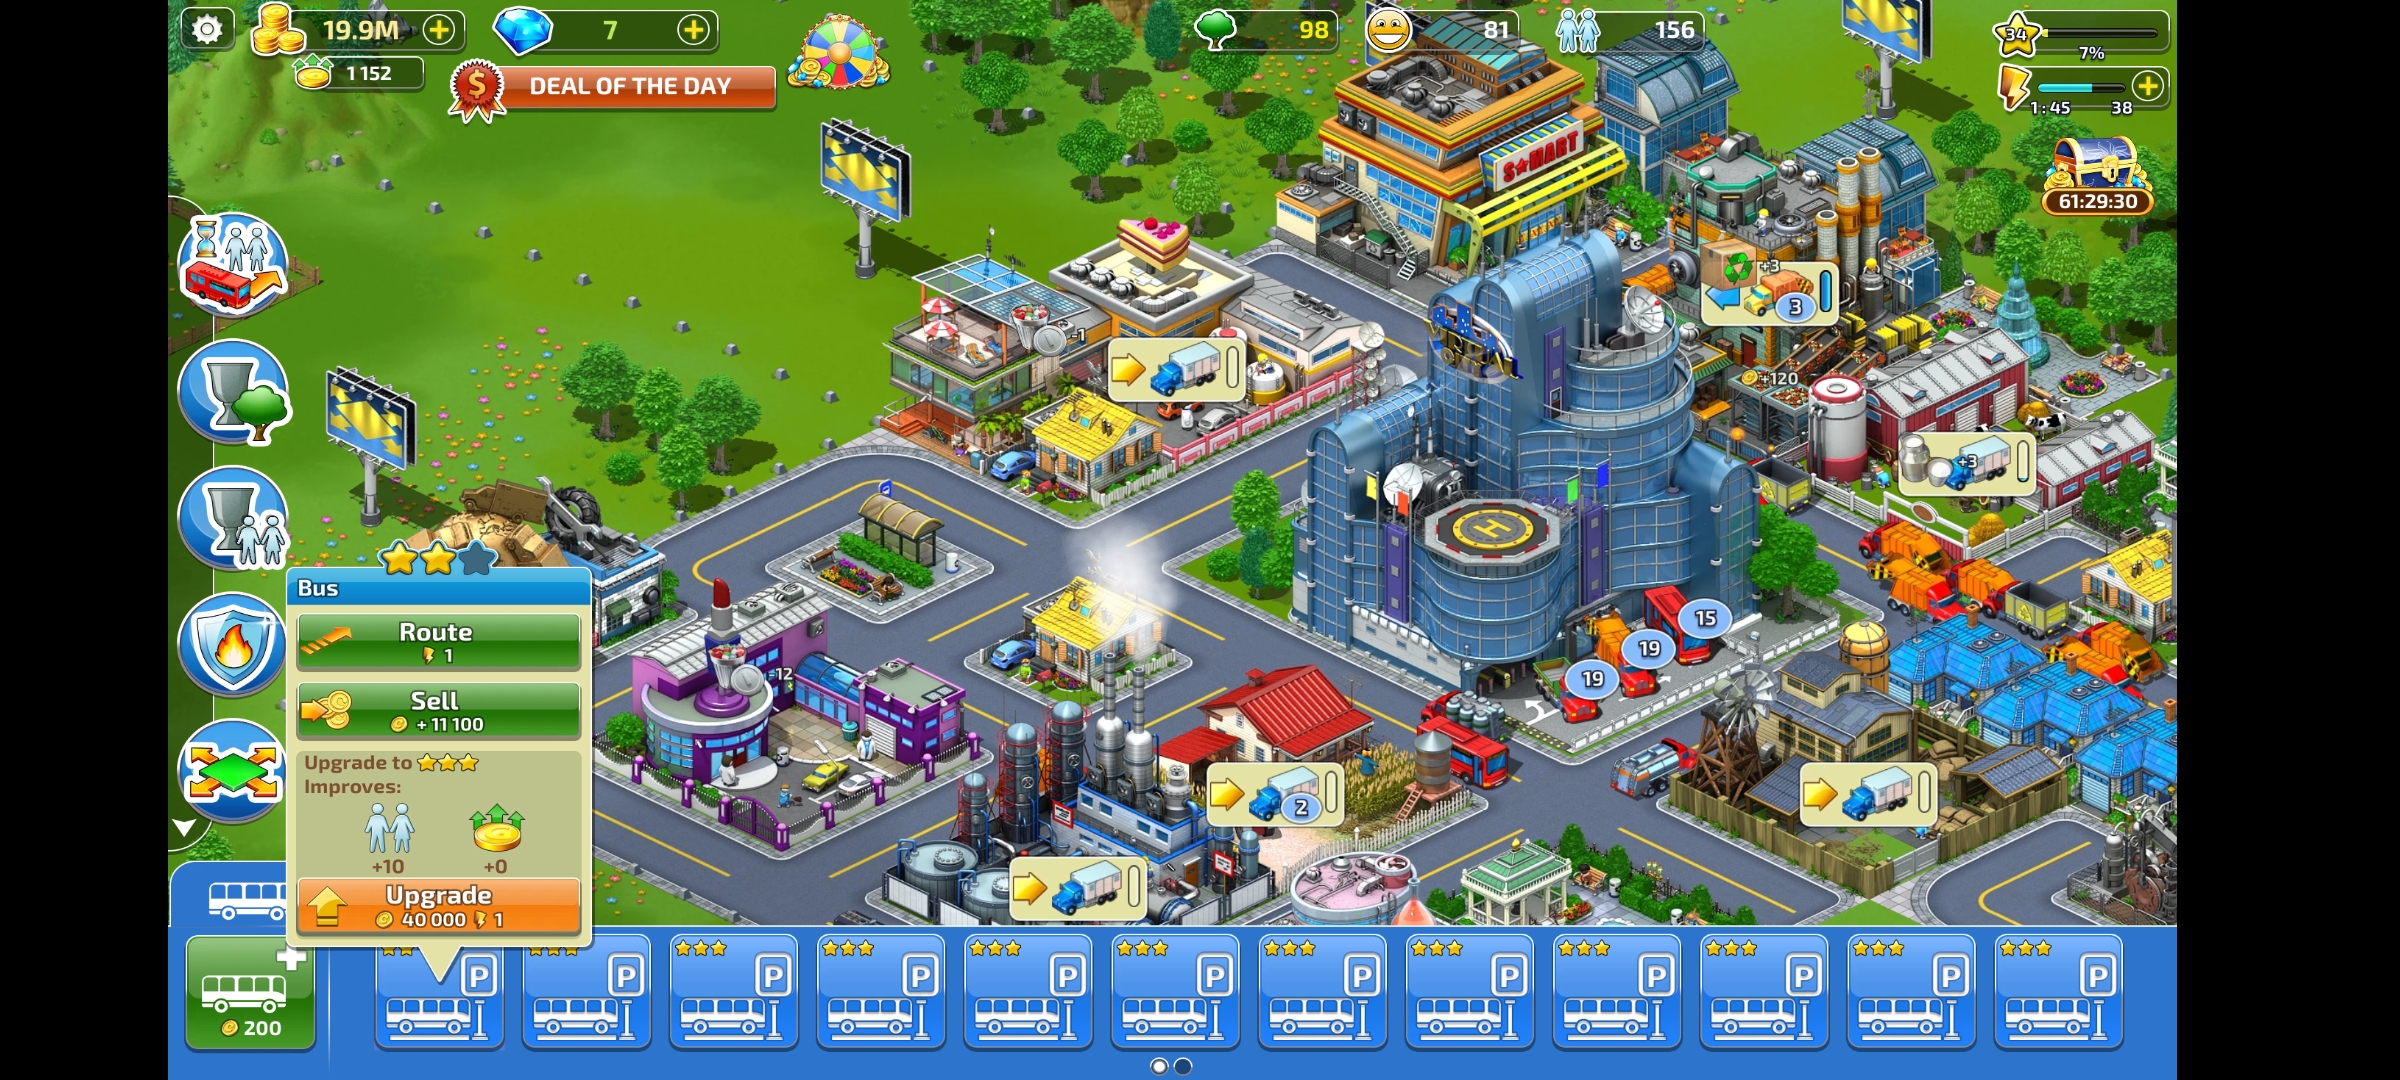 19.9M
7
98
81
156
34
7%
1 152
DEAL OF THE DAY
1:45
38
61:29:30
S★MART
+3
3
-1
+120
+3
15
19
19
-12
2
Bus
Route
1
Sell
+11 100
Upgrade to
Improves:
+10
+0
Upgrade
40 000 1
200
P
P
P
P
P
P
P
P
P
P
P
P
H